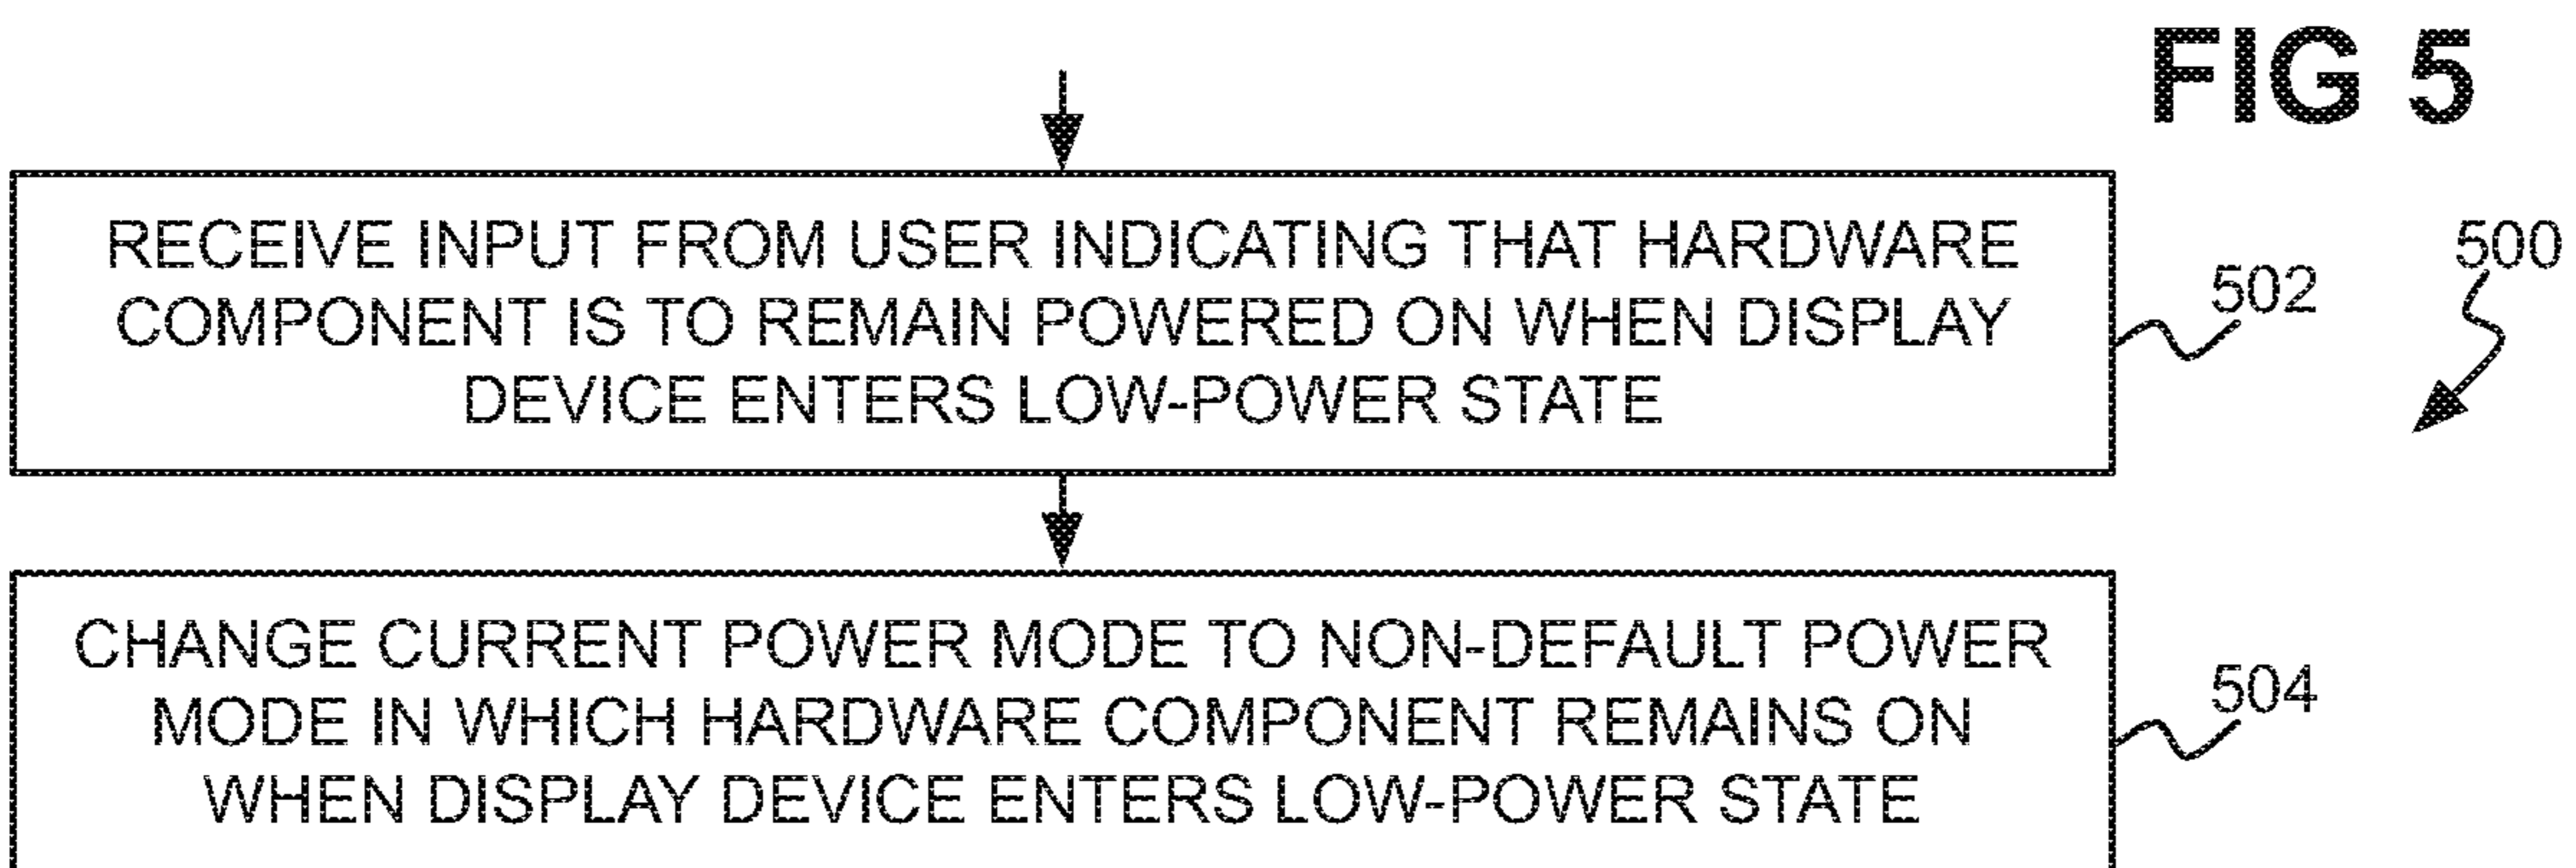 FIG 5
RECEIVE INPUT FROM USER INDICATING THAT HARDWARE
COMPONENT IS TO REMAIN POWERED ON WHEN DISPLAY
DEVICE ENTERS LOW-POWER STATE
502
500
CHANGE CURRENT POWER MODE TO NON-DEFAULT POWER
MODE IN WHICH HARDWARE COMPONENT REMAINS ON
WHEN DISPLAY DEVICE ENTERS LOW-POWER STATE
504